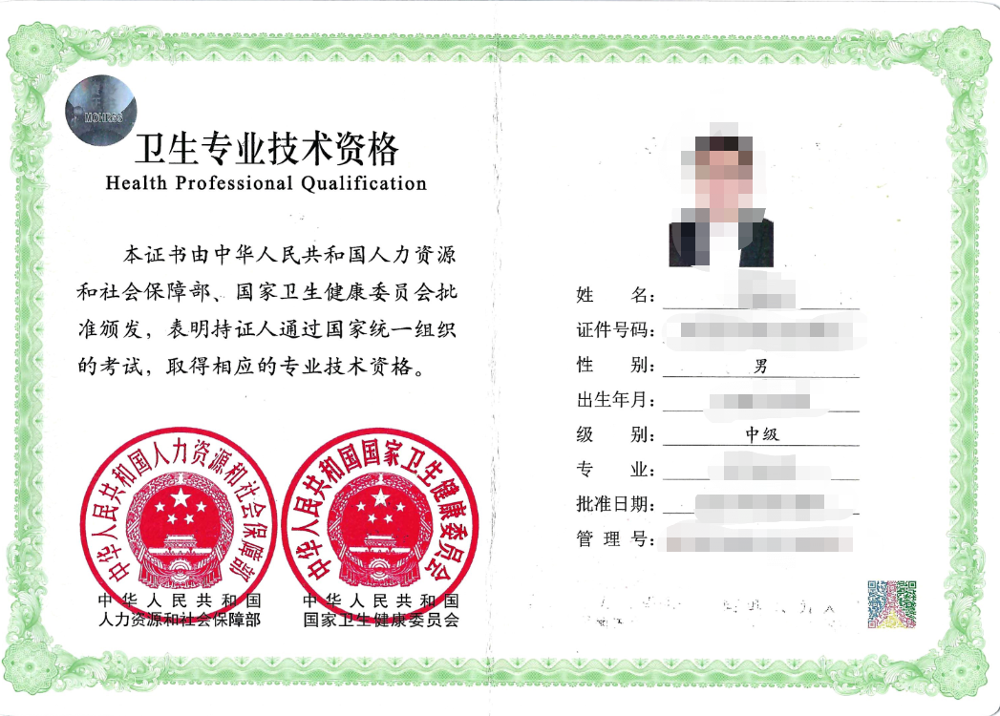 MOHRSS
卫生专业技术资格
Health Professional Qualification
本证书由中华人民共和国人力资源
和社会保障部、国家卫生健康委员会批
准颁发，表明持证人通过国家统一组织
的考试，取得相应的专业技术资格。
中华人民共和国人力资源和社会保障部
中华人民共和国国家卫生健康委员会
中华人民共和国
人力资源和社会保障部
中华人民共和国
国家卫生健康委员会
姓 名：
证件号码：
性 别： 男
出生年月：
级 别： 中级
专 业：
批准日期：
管 理 号：